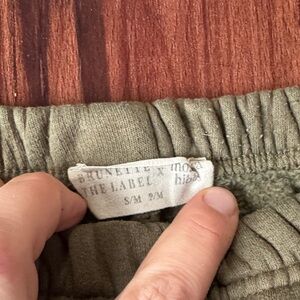 BRUNETTE X
THE LABEL
S/M P/M